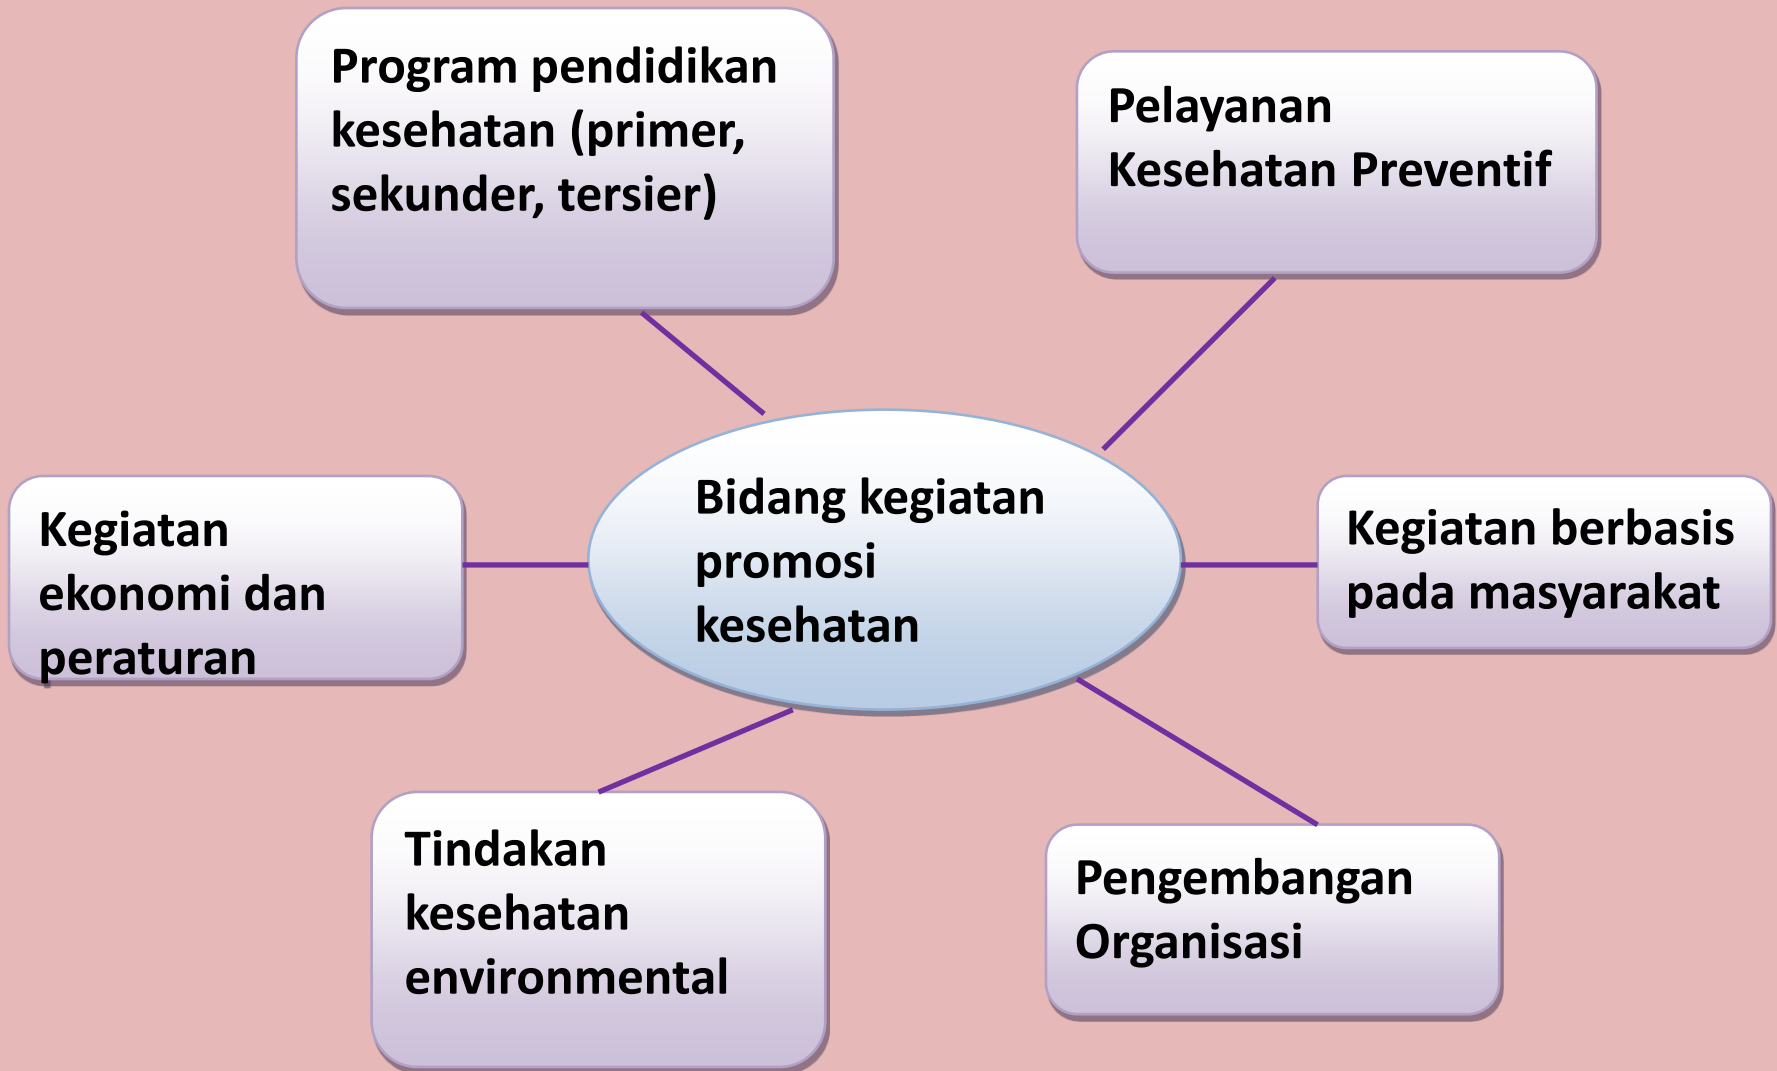 Program pendidikan
kesehatan (primer,
sekunder, tersier)
Pelayanan
Kesehatan Preventif
Kegiatan
ekonomi dan
peraturan
Bidang kegiatan
promosi
kesehatan
Kegiatan berbasis
pada masyarakat
Tindakan
kesehatan
environmental
Pengembangan
Organisasi